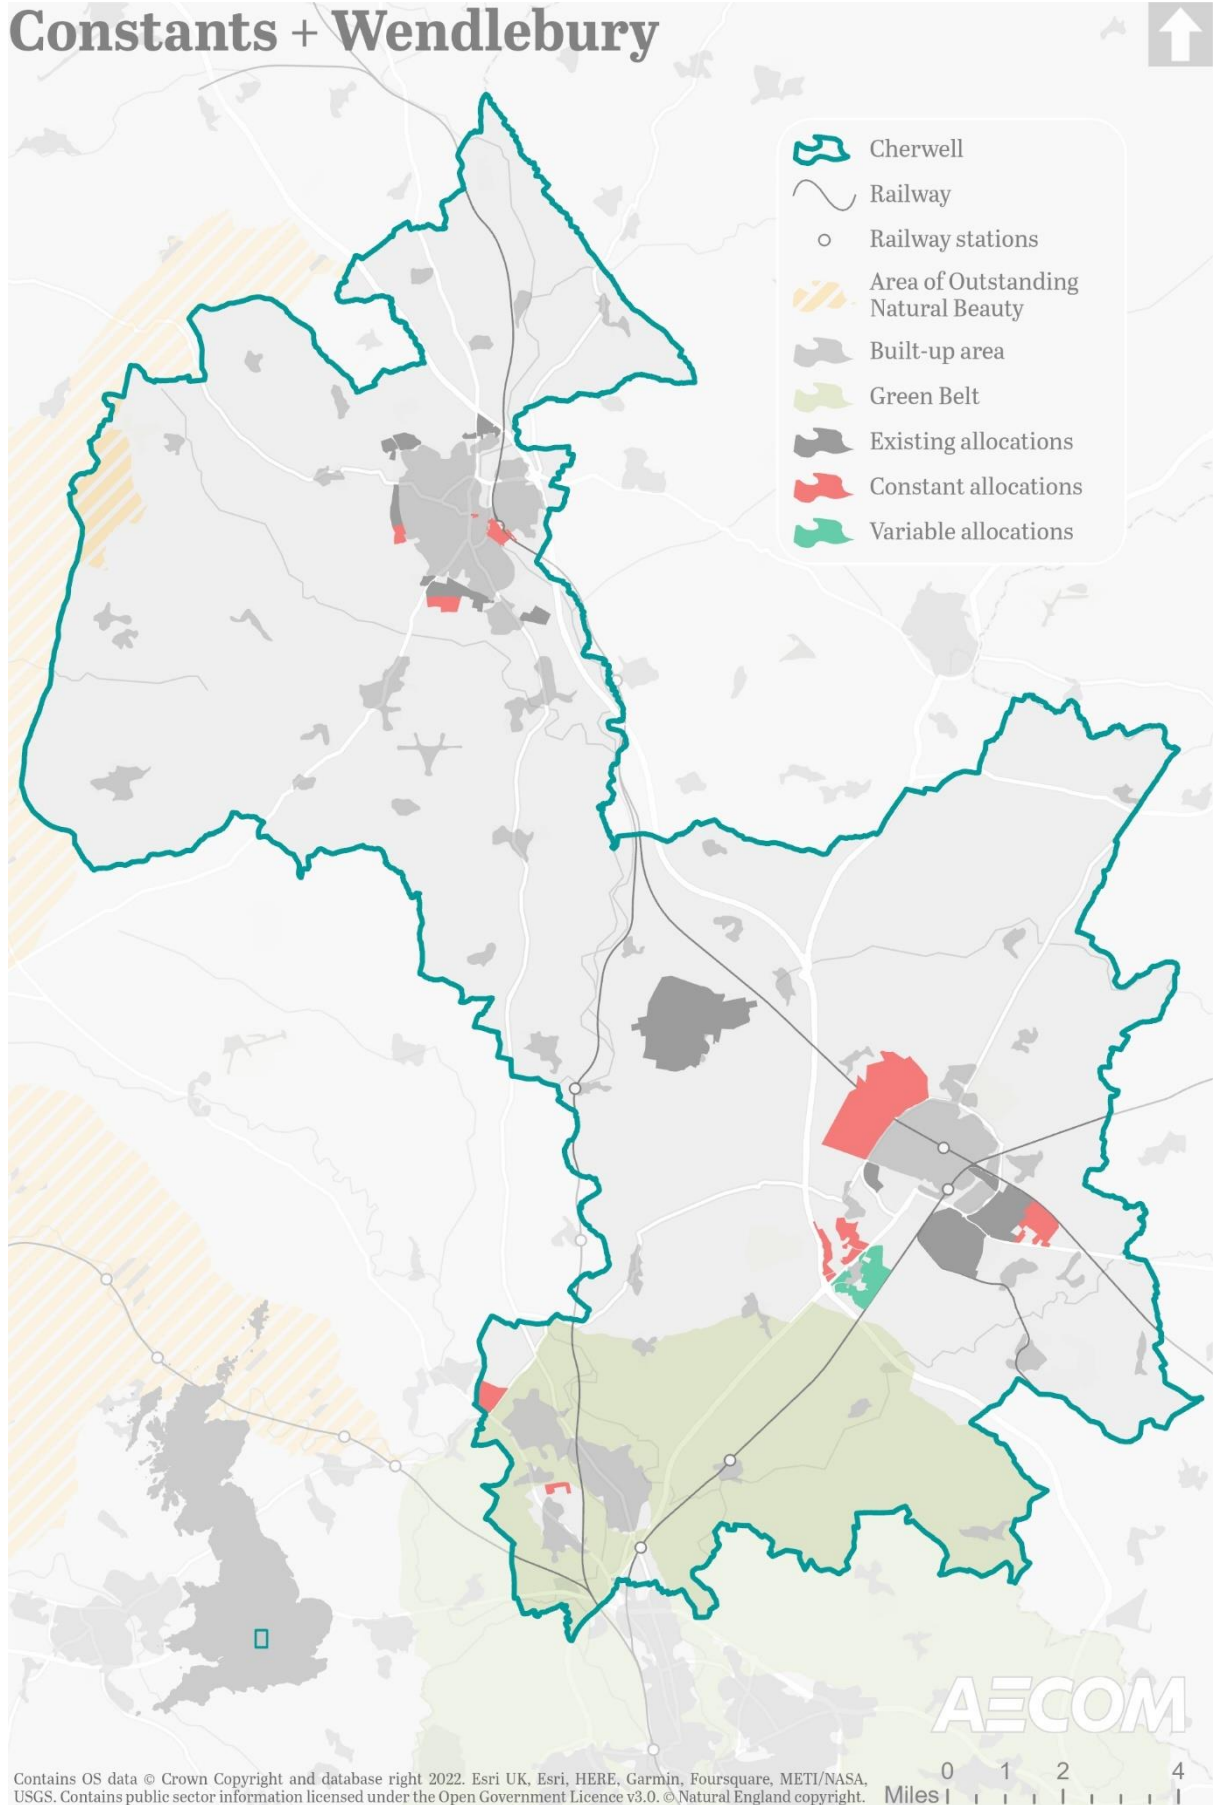 Constants + Wendlebury
Cherwell
Railway
Railway stations
Area of Outstanding
Natural Beauty
Built-up area
Green Belt
Existing allocations
Constant allocations
Variable allocations
AECOM
0 1 2 4
Miles
Contains OS data © Crown Copyright and database right 2022. Esri UK, Esri, HERE, Garmin, Foursquare, METI/NASA,
USGS. Contains public sector information licensed under the Open Government Licence v3.0. © Natural England copyright.